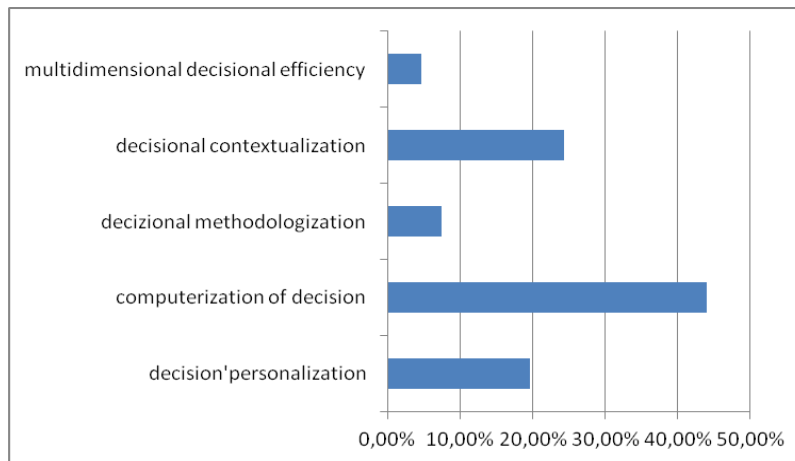 multidimensional decisional efficiency
decisional contextualization
decizional methodologization
computerization of decision
decision'personalization
0,00% 10,00% 20,00% 30,00% 40,00% 50,00%